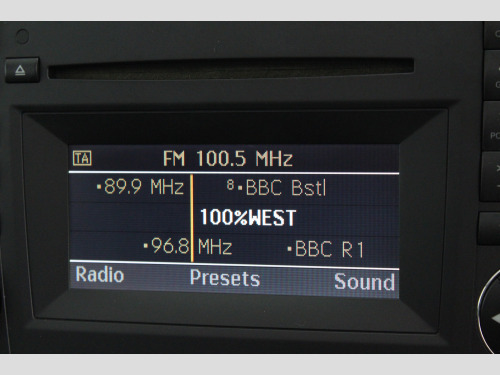 TA FM 100.5 MHz
89.9 MHz 8 BBC Bstl
100%WEST
96.8 MHz BBC R1
Radio Presets Sound